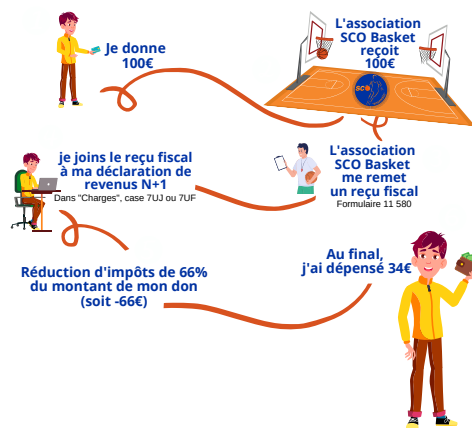 Je donne
100€
L'association
SCO Basket
reçoit
100€
SCO
je joins le reçu fiscal
à ma déclaration de
revenus N+1
Dans "Charges", case 7UJ ou 7UF
L'association
SCO Basket
me remet
un reçu fiscal
Formulaire 11 580
Réduction d'impôts de 66%
du montant de mon don
(soit -66€)
Au final,
j'ai dépensé 34€